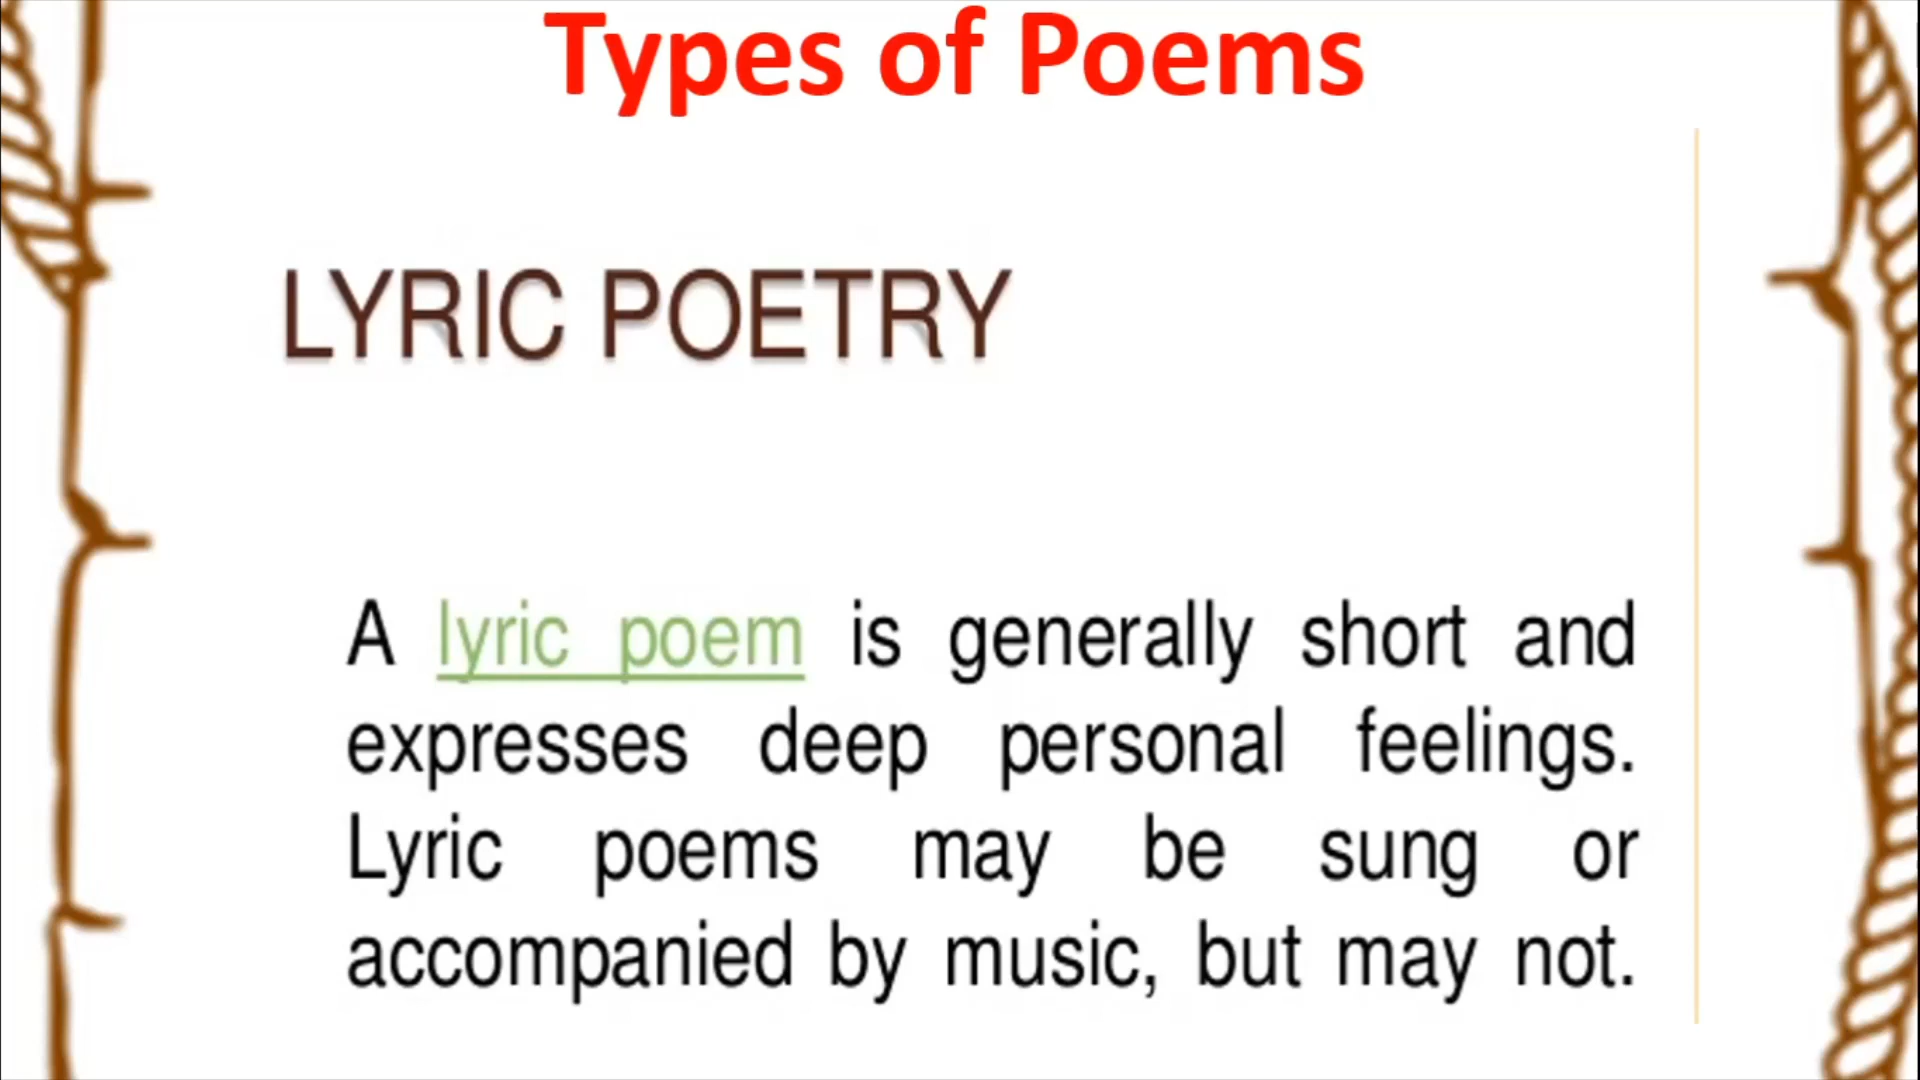 Types of Poems
LYRIC POETRY
A lyric poem is generally short and
expresses deep personal feelings.
Lyric poems may be sung or
accompanied by music, but may not.